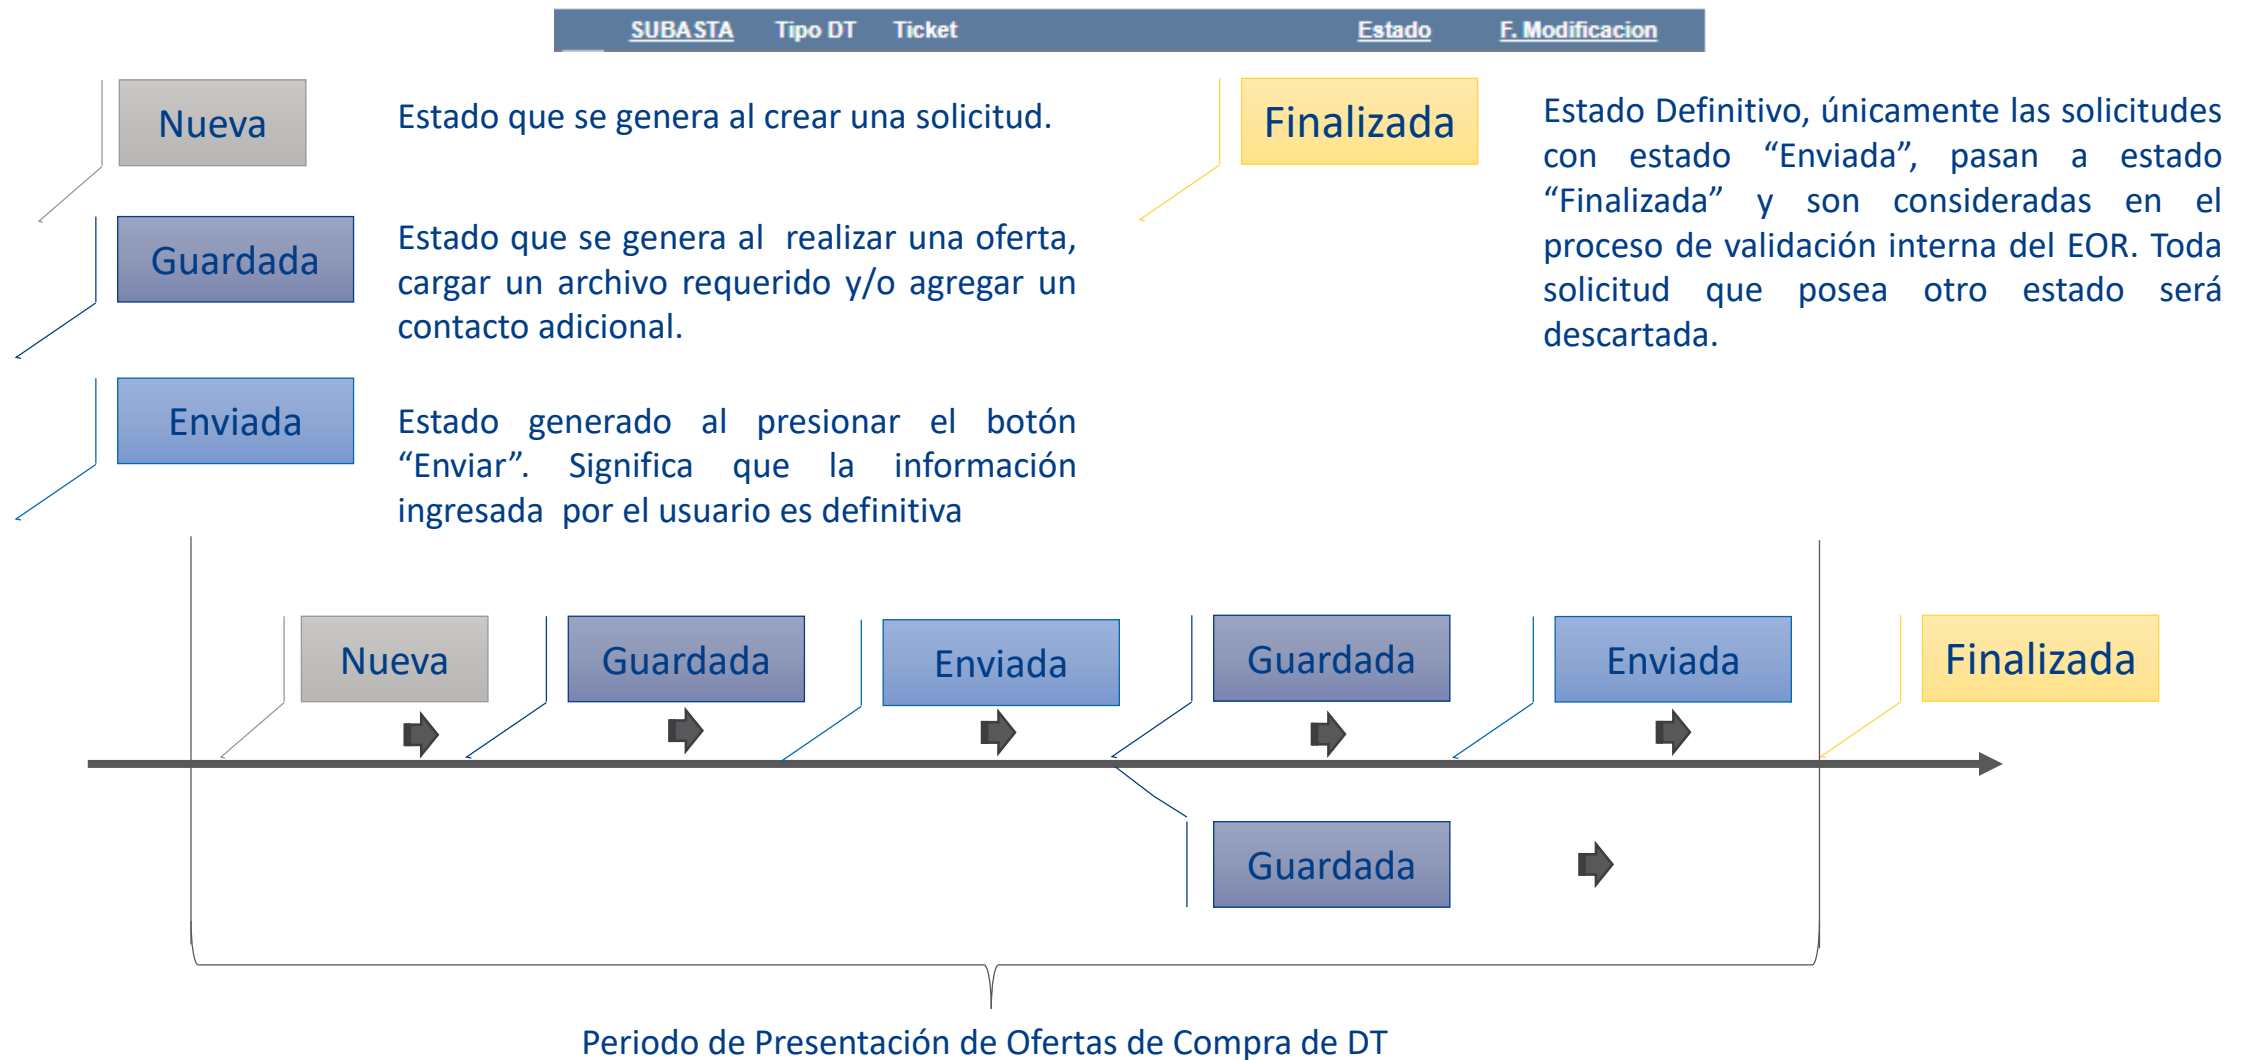 SUBASTA Tipo DT Ticket Estado F. Modificacion
Nueva
Estado que se genera al crear una solicitud.
Guardada
Estado que se genera al realizar una oferta,
cargar un archivo requerido y/o agregar un
contacto adicional.
Enviada
Estado generado al presionar el botón
“Enviar”. Significa que la información
ingresada por el usuario es definitiva
Finalizada
Estado Definitivo, únicamente las solicitudes
con estado “Enviada”, pasan a estado
“Finalizada” y son consideradas en el
proceso de validación interna del EOR. Toda
solicitud que posea otro estado será
descartada.
Nueva
Guardada
Enviada
Guardada
Enviada
Finalizada
Guardada
Periodo de Presentación de Ofertas de Compra de DT